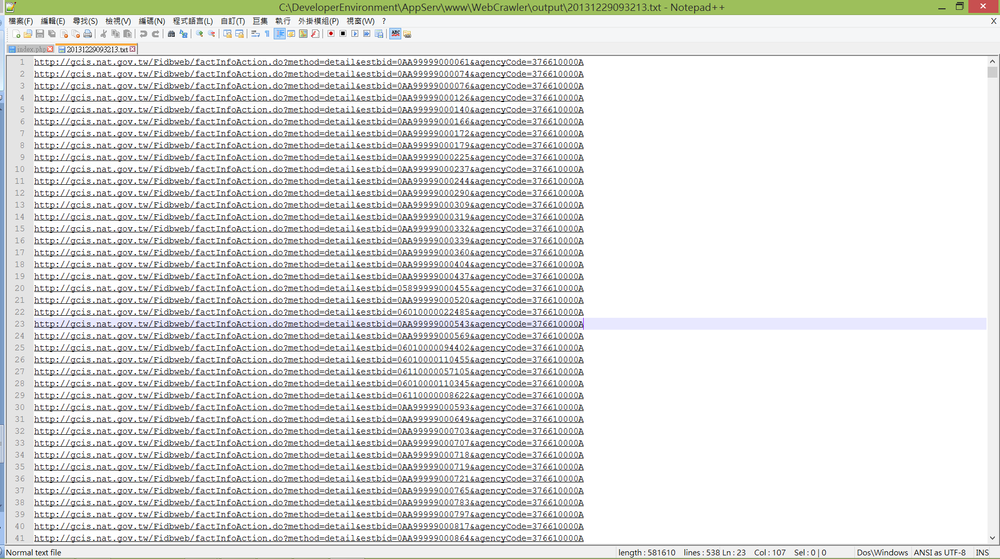 C:\DeveloperEnvironment\AppServ\www\WebCrawler\output\20131229093213.txt - Notepad++
檔案(F) 編輯(E) 尋找(S) 檢視(V) 編碼(N) 程式語言(L) 自訂(T) 巨集 執行 外掛模組(P) 視窗(W) ? X
index.php 20131229093213.txt
1 http://gcis.nat.gov.tw/Fidbweb/factInfoAction.do?method=detail&estbid=0AA99999000061&agencyCode=376610000A
2 http://gcis.nat.gov.tw/Fidbweb/factInfoAction.do?method=detail&estbid=0AA99999000074&agencyCode=376610000A
3 http://gcis.nat.gov.tw/Fidbweb/factInfoAction.do?method=detail&estbid=0AA99999000076&agencyCode=376610000A
4 http://gcis.nat.gov.tw/Fidbweb/factInfoAction.do?method=detail&estbid=0AA99999000126&agencyCode=376610000A
5 http://gcis.nat.gov.tw/Fidbweb/factInfoAction.do?method=detail&estbid=0AA99999000140&agencyCode=376610000A
6 http://gcis.nat.gov.tw/Fidbweb/factInfoAction.do?method=detail&estbid=0AA99999000166&agencyCode=376610000A
7 http://gcis.nat.gov.tw/Fidbweb/factInfoAction.do?method=detail&estbid=0AA99999000172&agencyCode=376610000A
8 http://gcis.nat.gov.tw/Fidbweb/factInfoAction.do?method=detail&estbid=0AA99999000179&agencyCode=376610000A
9 http://gcis.nat.gov.tw/Fidbweb/factInfoAction.do?method=detail&estbid=0AA99999000225&agencyCode=376610000A
10 http://gcis.nat.gov.tw/Fidbweb/factInfoAction.do?method=detail&estbid=0AA99999000237&agencyCode=376610000A
11 http://gcis.nat.gov.tw/Fidbweb/factInfoAction.do?method=detail&estbid=0AA99999000244&agencyCode=376610000A
12 http://gcis.nat.gov.tw/Fidbweb/factInfoAction.do?method=detail&estbid=0AA99999000290&agencyCode=376610000A
13 http://gcis.nat.gov.tw/Fidbweb/factInfoAction.do?method=detail&estbid=0AA99999000309&agencyCode=376610000A
14 http://gcis.nat.gov.tw/Fidbweb/factInfoAction.do?method=detail&estbid=0AA99999000319&agencyCode=376610000A
15 http://gcis.nat.gov.tw/Fidbweb/factInfoAction.do?method=detail&estbid=0AA99999000332&agencyCode=376610000A
16 http://gcis.nat.gov.tw/Fidbweb/factInfoAction.do?method=detail&estbid=0AA99999000339&agencyCode=376610000A
17 http://gcis.nat.gov.tw/Fidbweb/factInfoAction.do?method=detail&estbid=0AA99999000360&agencyCode=376610000A
18 http://gcis.nat.gov.tw/Fidbweb/factInfoAction.do?method=detail&estbid=0AA99999000404&agencyCode=376610000A
19 http://gcis.nat.gov.tw/Fidbweb/factInfoAction.do?method=detail&estbid=0AA99999000437&agencyCode=376610000A
20 http://gcis.nat.gov.tw/Fidbweb/factInfoAction.do?method=detail&estbid=05899999000455&agencyCode=376610000A
21 http://gcis.nat.gov.tw/Fidbweb/factInfoAction.do?method=detail&estbid=0AA99999000520&agencyCode=376610000A
22 http://gcis.nat.gov.tw/Fidbweb/factInfoAction.do?method=detail&estbid=06010000022485&agencyCode=376610000A
23 http://gcis.nat.gov.tw/Fidbweb/factInfoAction.do?method=detail&estbid=0AA99999000543&agencyCode=376610000A
24 http://gcis.nat.gov.tw/Fidbweb/factInfoAction.do?method=detail&estbid=0AA99999000569&agencyCode=376610000A
25 http://gcis.nat.gov.tw/Fidbweb/factInfoAction.do?method=detail&estbid=06010000094402&agencyCode=376610000A
26 http://gcis.nat.gov.tw/Fidbweb/factInfoAction.do?method=detail&estbid=06010000110455&agencyCode=376610000A
27 http://gcis.nat.gov.tw/Fidbweb/factInfoAction.do?method=detail&estbid=06110000057105&agencyCode=376610000A
28 http://gcis.nat.gov.tw/Fidbweb/factInfoAction.do?method=detail&estbid=06010000110345&agencyCode=376610000A
29 http://gcis.nat.gov.tw/Fidbweb/factInfoAction.do?method=detail&estbid=06110000008622&agencyCode=376610000A
30 http://gcis.nat.gov.tw/Fidbweb/factInfoAction.do?method=detail&estbid=0AA99999000593&agencyCode=376610000A
31 http://gcis.nat.gov.tw/Fidbweb/factInfoAction.do?method=detail&estbid=0AA99999000649&agencyCode=376610000A
32 http://gcis.nat.gov.tw/Fidbweb/factInfoAction.do?method=detail&estbid=0AA99999000703&agencyCode=376610000A
33 http://gcis.nat.gov.tw/Fidbweb/factInfoAction.do?method=detail&estbid=0AA99999000707&agencyCode=376610000A
34 http://gcis.nat.gov.tw/Fidbweb/factInfoAction.do?method=detail&estbid=0AA99999000718&agencyCode=376610000A
35 http://gcis.nat.gov.tw/Fidbweb/factInfoAction.do?method=detail&estbid=0AA99999000719&agencyCode=376610000A
36 http://gcis.nat.gov.tw/Fidbweb/factInfoAction.do?method=detail&estbid=0AA99999000721&agencyCode=376610000A
37 http://gcis.nat.gov.tw/Fidbweb/factInfoAction.do?method=detail&estbid=0AA99999000765&agencyCode=376610000A
38 http://gcis.nat.gov.tw/Fidbweb/factInfoAction.do?method=detail&estbid=0AA99999000783&agencyCode=376610000A
39 http://gcis.nat.gov.tw/Fidbweb/factInfoAction.do?method=detail&estbid=0AA99999000797&agencyCode=376610000A
40 http://gcis.nat.gov.tw/Fidbweb/factInfoAction.do?method=detail&estbid=0AA99999000817&agencyCode=376610000A
41 http://gcis.nat.gov.tw/Fidbweb/factInfoAction.do?method=detail&estbid=0AA99999000864&agencyCode=376610000A
Normal text file length : 581610 lines : 538 Ln : 23 Col : 107 Sel : 0 | 0 Dos\Windows ANSI as UTF-8 INS